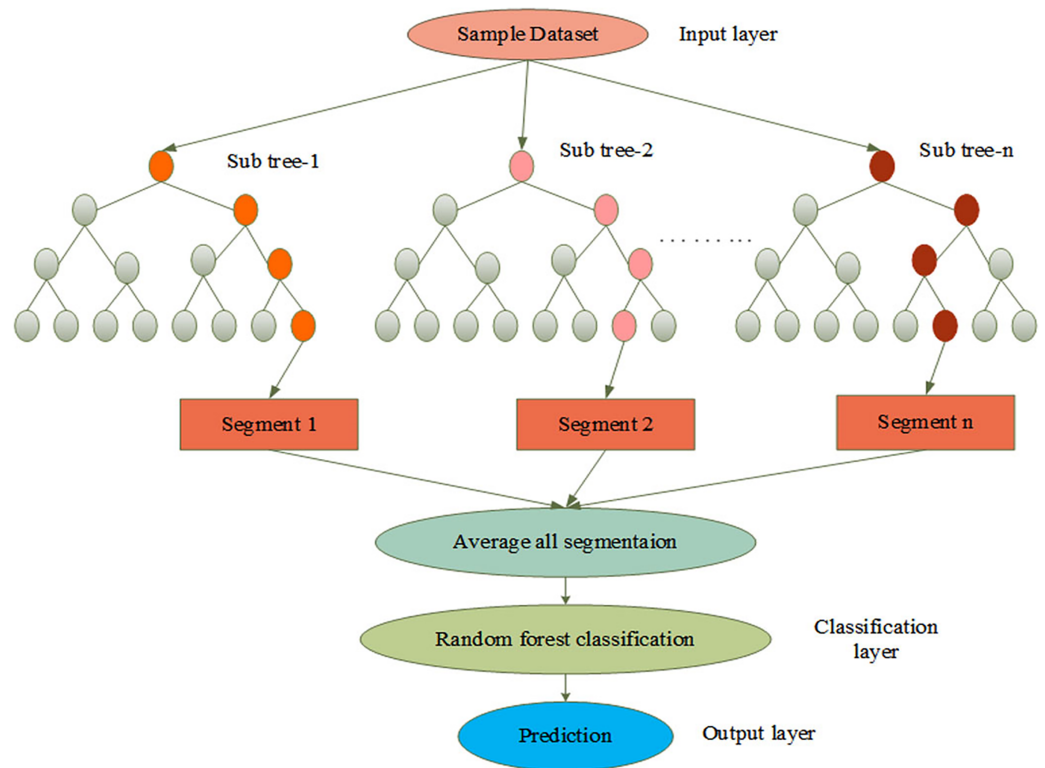 Sample Dataset
Input layer
Sub tree-1
Sub tree-2
Sub tree-n
..........
Segment 1
Segment 2
Segment n
Average all segmentaion
Random forest classification
Classification
layer
Prediction
Output layer